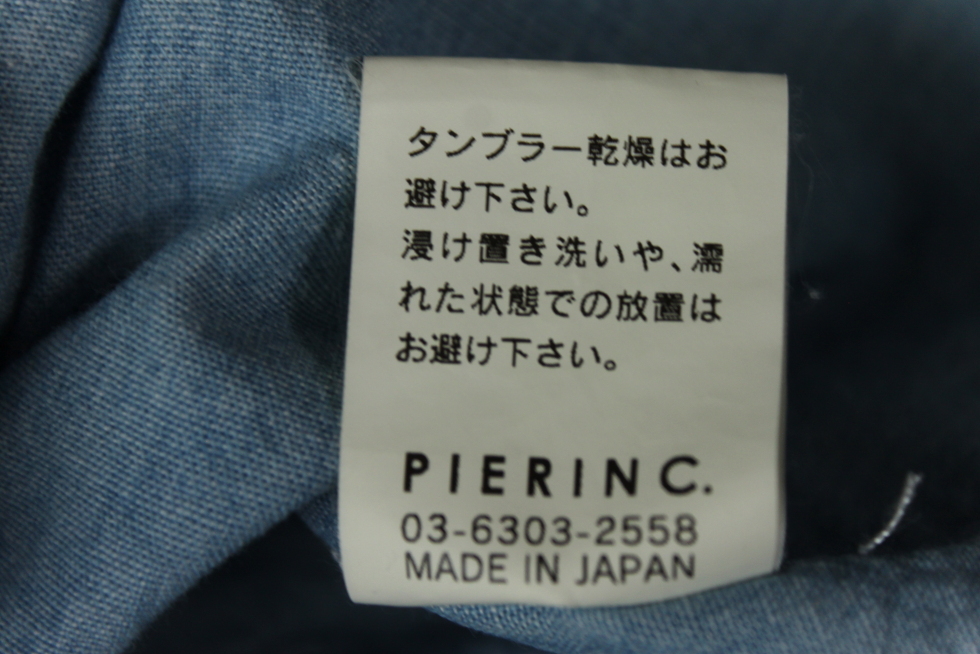 タンブラー乾燥はお
避け下さい。
浸け置き洗いや、濡
れた状態での放置は
お避け下さい。
PIERINC.
03-6303-2558
MADE IN JAPAN